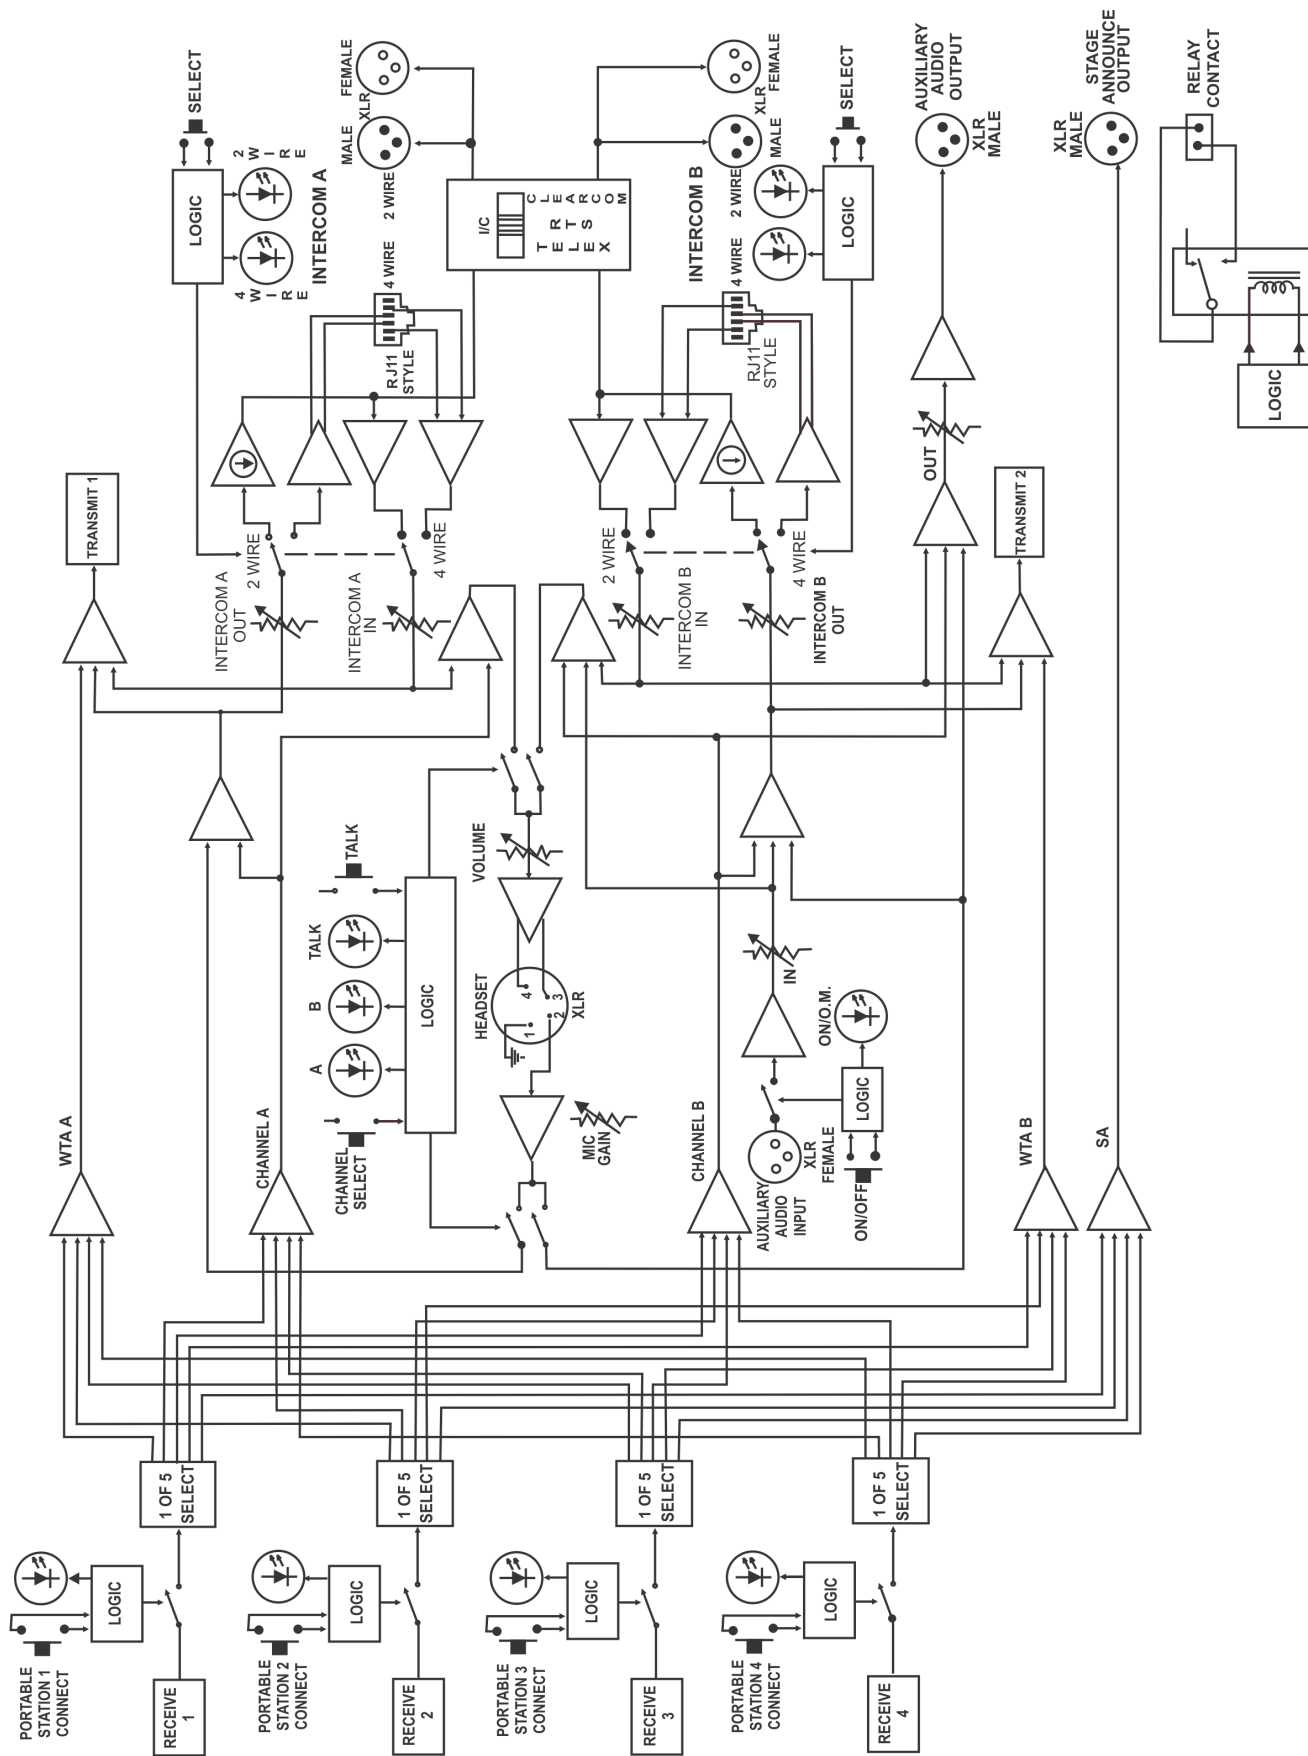 PORTABLE
STATION 1
CONNECT
LOGIC
RECEIVE
1
1 OF 5
SELECT
PORTABLE
STATION 2
CONNECT
LOGIC
RECEIVE
2
1 OF 5
SELECT
PORTABLE
STATION 3
CONNECT
LOGIC
RECEIVE
3
1 OF 5
SELECT
PORTABLE
STATION 4
CONNECT
LOGIC
RECEIVE
4
1 OF 5
SELECT
WTA A
CHANNEL A
CHANNEL
SELECT
A
B
TALK
TALK
LOGIC
MIC
GAIN
HEADSET
1
2
3
4
XLR
VOLUME
CHANNEL B
AUXILIARY
AUDIO
INPUT
XLR
FEMALE
ON/OFF
LOGIC
ON/O.M.
IN
WTA B
SA
TRANSMIT 1
INTERCOM A
OUT
2 WIRE
INTERCOM A
IN
4 WIRE
2 WIRE
INTERCOM B
IN
4 WIRE
INTERCOM B
OUT
TRANSMIT 2
OUT
LOGIC
SELECT
4 WIRE
2 WIRE
INTERCOM A
RJ11
STYLE
4 WIRE
2 WIRE
MALE
XLR
FEMALE
I/C
TELEX
RTS
CLEARCOM
RJ11
STYLE
4 WIRE
2 WIRE
INTERCOM B
MALE
XLR
FEMALE
LOGIC
SELECT
AUXILIARY
AUDIO
OUTPUT
XLR
MALE
STAGE
ANNOUNCE
OUTPUT
XLR
MALE
RELAY
CONTACT
LOGIC